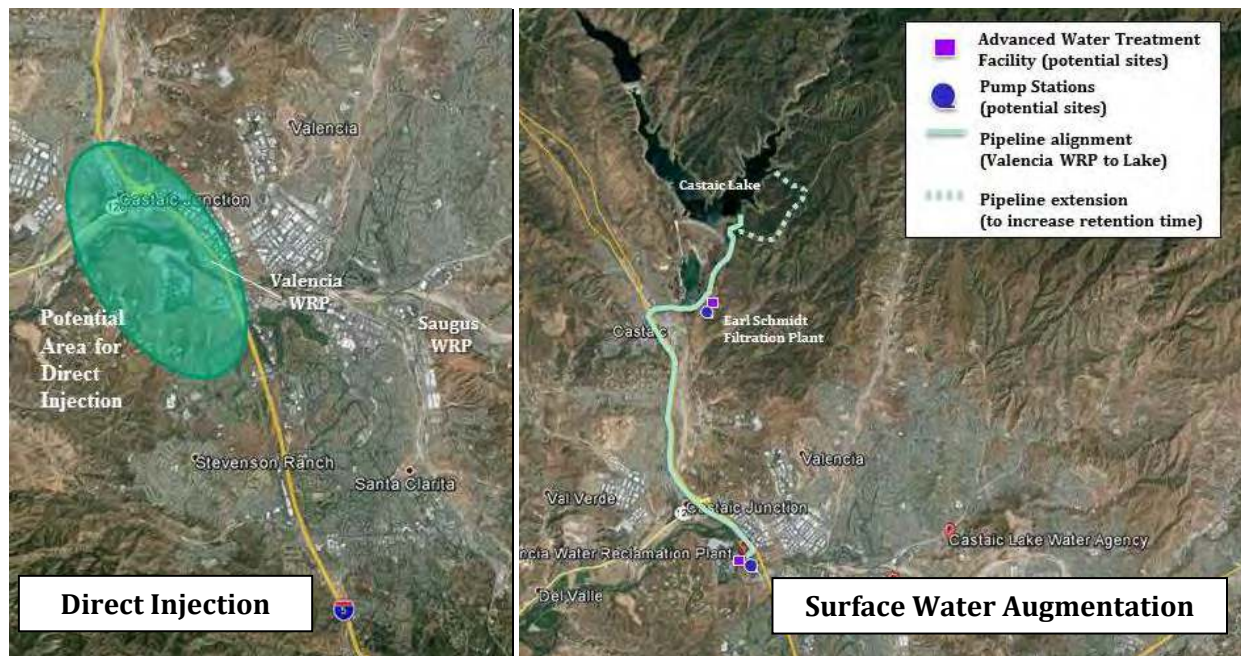 Valencia
Castaic Junction
Valencia
WRP
Saugus
WRP
Potential
Area for
Direct
Injection
Stevenson Ranch
Santa Clarita
5
Direct Injection
Advanced Water Treatment
Facility (potential sites)
Pump Stations
(potential sites)
Pipeline alignment
(Valencia WRP to Lake)
Pipeline extension
(to increase retention time)
Castaic Lake
Earl Schmidt
Filtration Plant
Castaic
Valencia
Val Verde
Castaic Junction
Castaic Lake Water Agency
ncia Water Reclamation Plant
Del Valle
Surface Water Augmentation